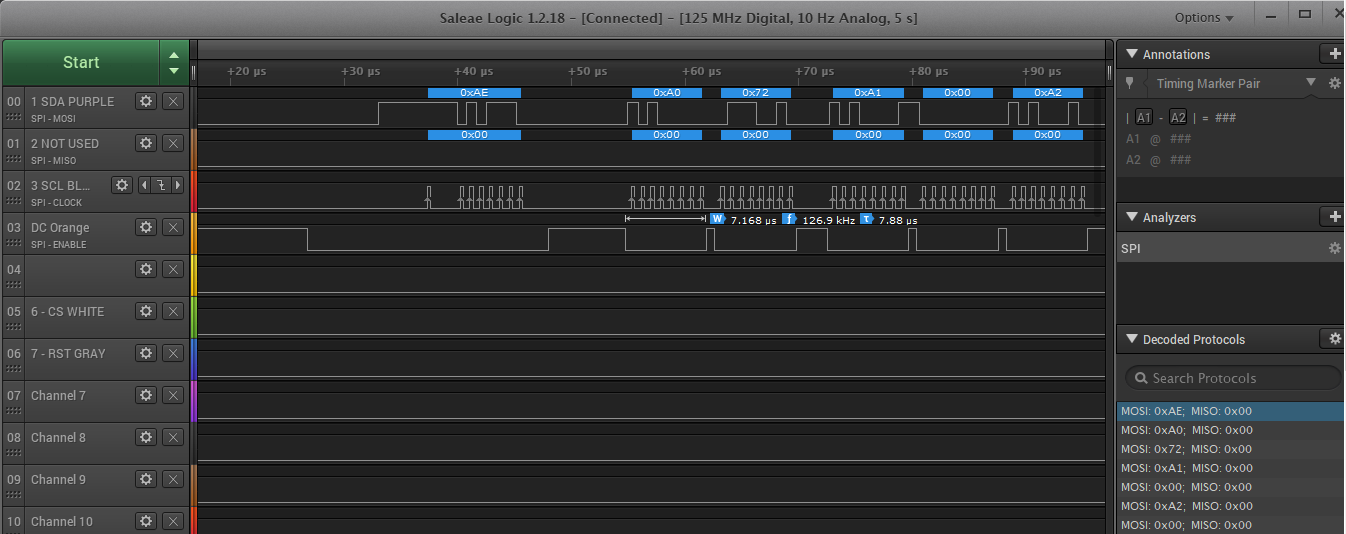 Saleae Logic 1.2.18 – [Connected] – [125 MHz Digital, 10 Hz Analog, 5 s]
Options
Start
+20 µs +30 µs +40 µs +50 µs +60 µs +70 µs +80 µs +90 µs
00 1 SDA PURPLE
SPI - MOSI
0xAE 0xA0 0x72 0xA1 0x00 0xA2
01 2 NOT USED
SPI - MISO
0x00 0x00 0x00 0x00 0x00 0x00
02 3 SCL BL...
SPI - CLOCK
03 DC Orange
SPI - ENABLE
W 7.168 µs f 126.9 kHz τ 7.88 µs
04
05 6 - CS WHITE
06 7 - RST GRAY
07 Channel 7
08 Channel 8
09 Channel 9
10 Channel 10
Annotations
Timing Marker Pair
| A1 - A2 | = ###
A1 @ ###
A2 @ ###
Analyzers
SPI
Decoded Protocols
Search Protocols
MOSI: 0xAE; MISO: 0x00
MOSI: 0xA0; MISO: 0x00
MOSI: 0x72; MISO: 0x00
MOSI: 0xA1; MISO: 0x00
MOSI: 0x00; MISO: 0x00
MOSI: 0xA2; MISO: 0x00
MOSI: 0x00; MISO: 0x00